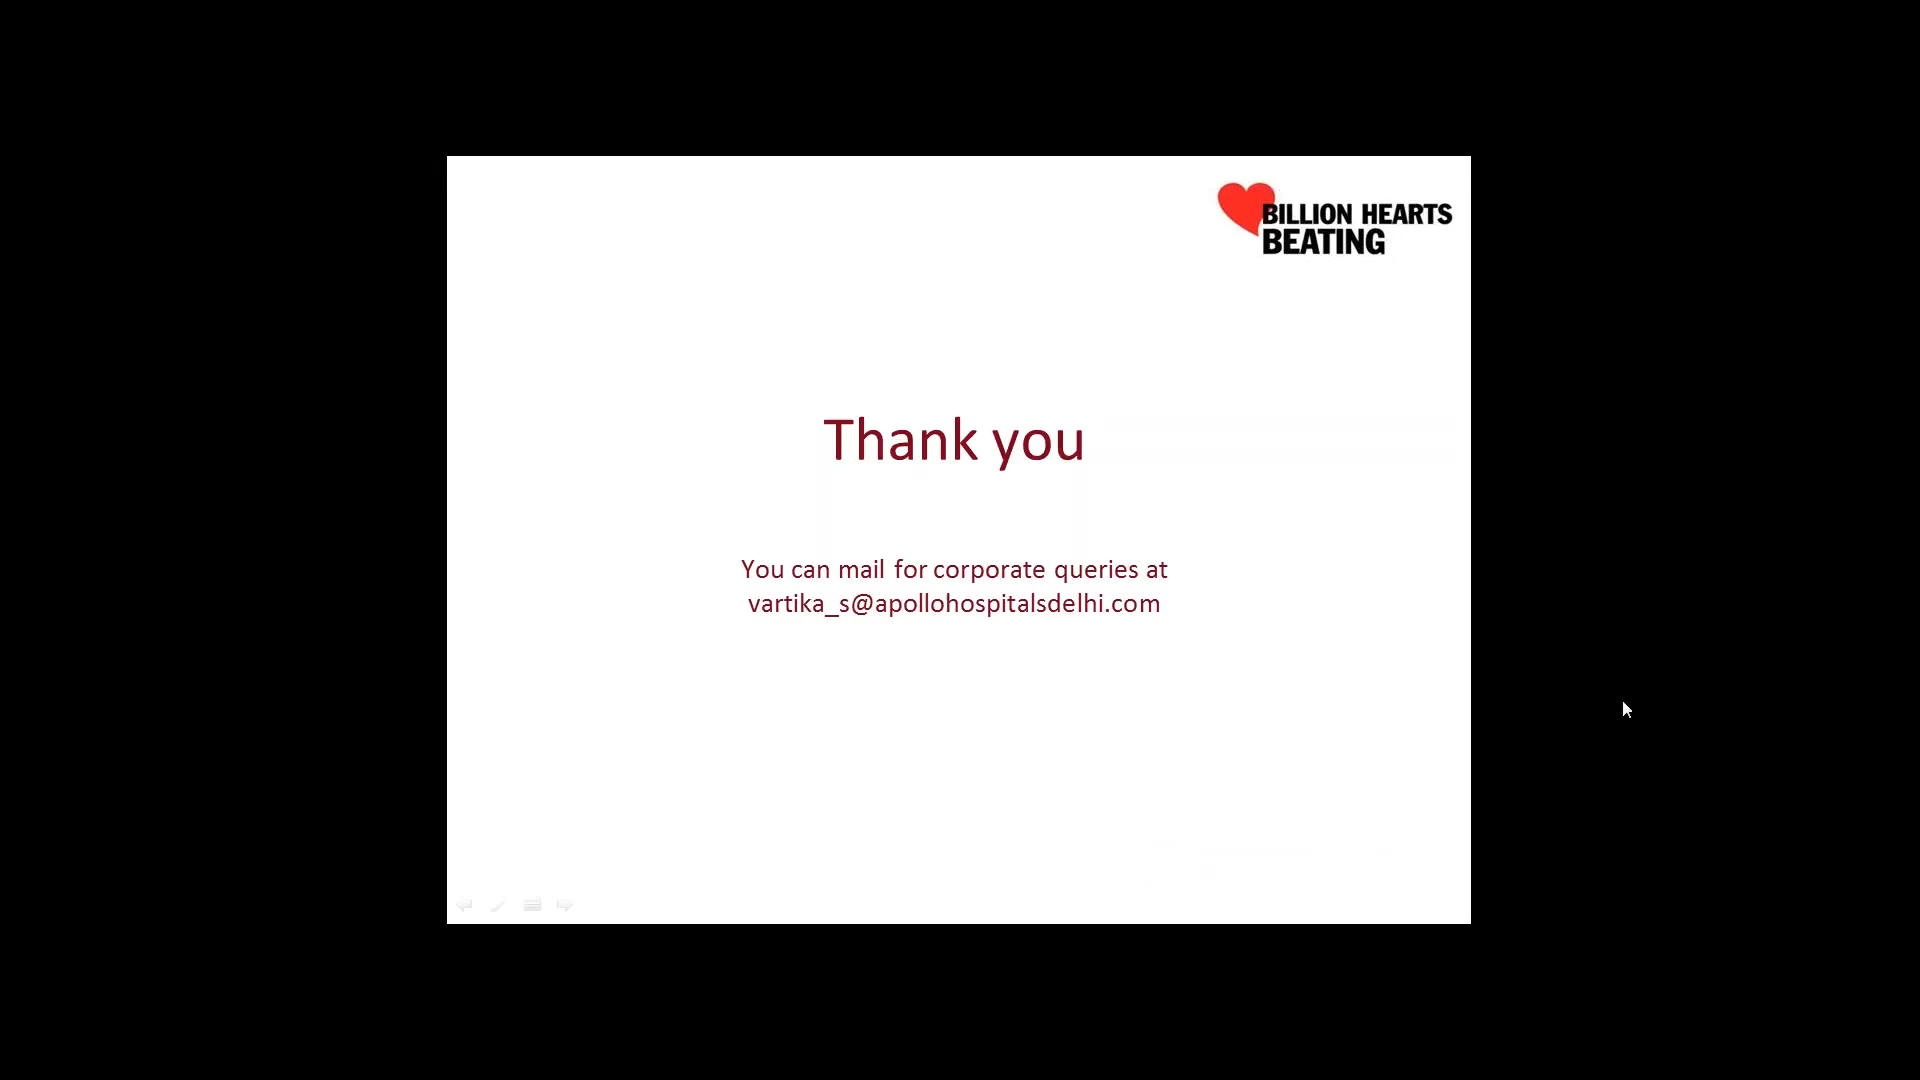 BILLION HEARTS
BEATING
Thank you
You can mail for corporate queries at
vartika_s@apollohospitalsdelhi.com